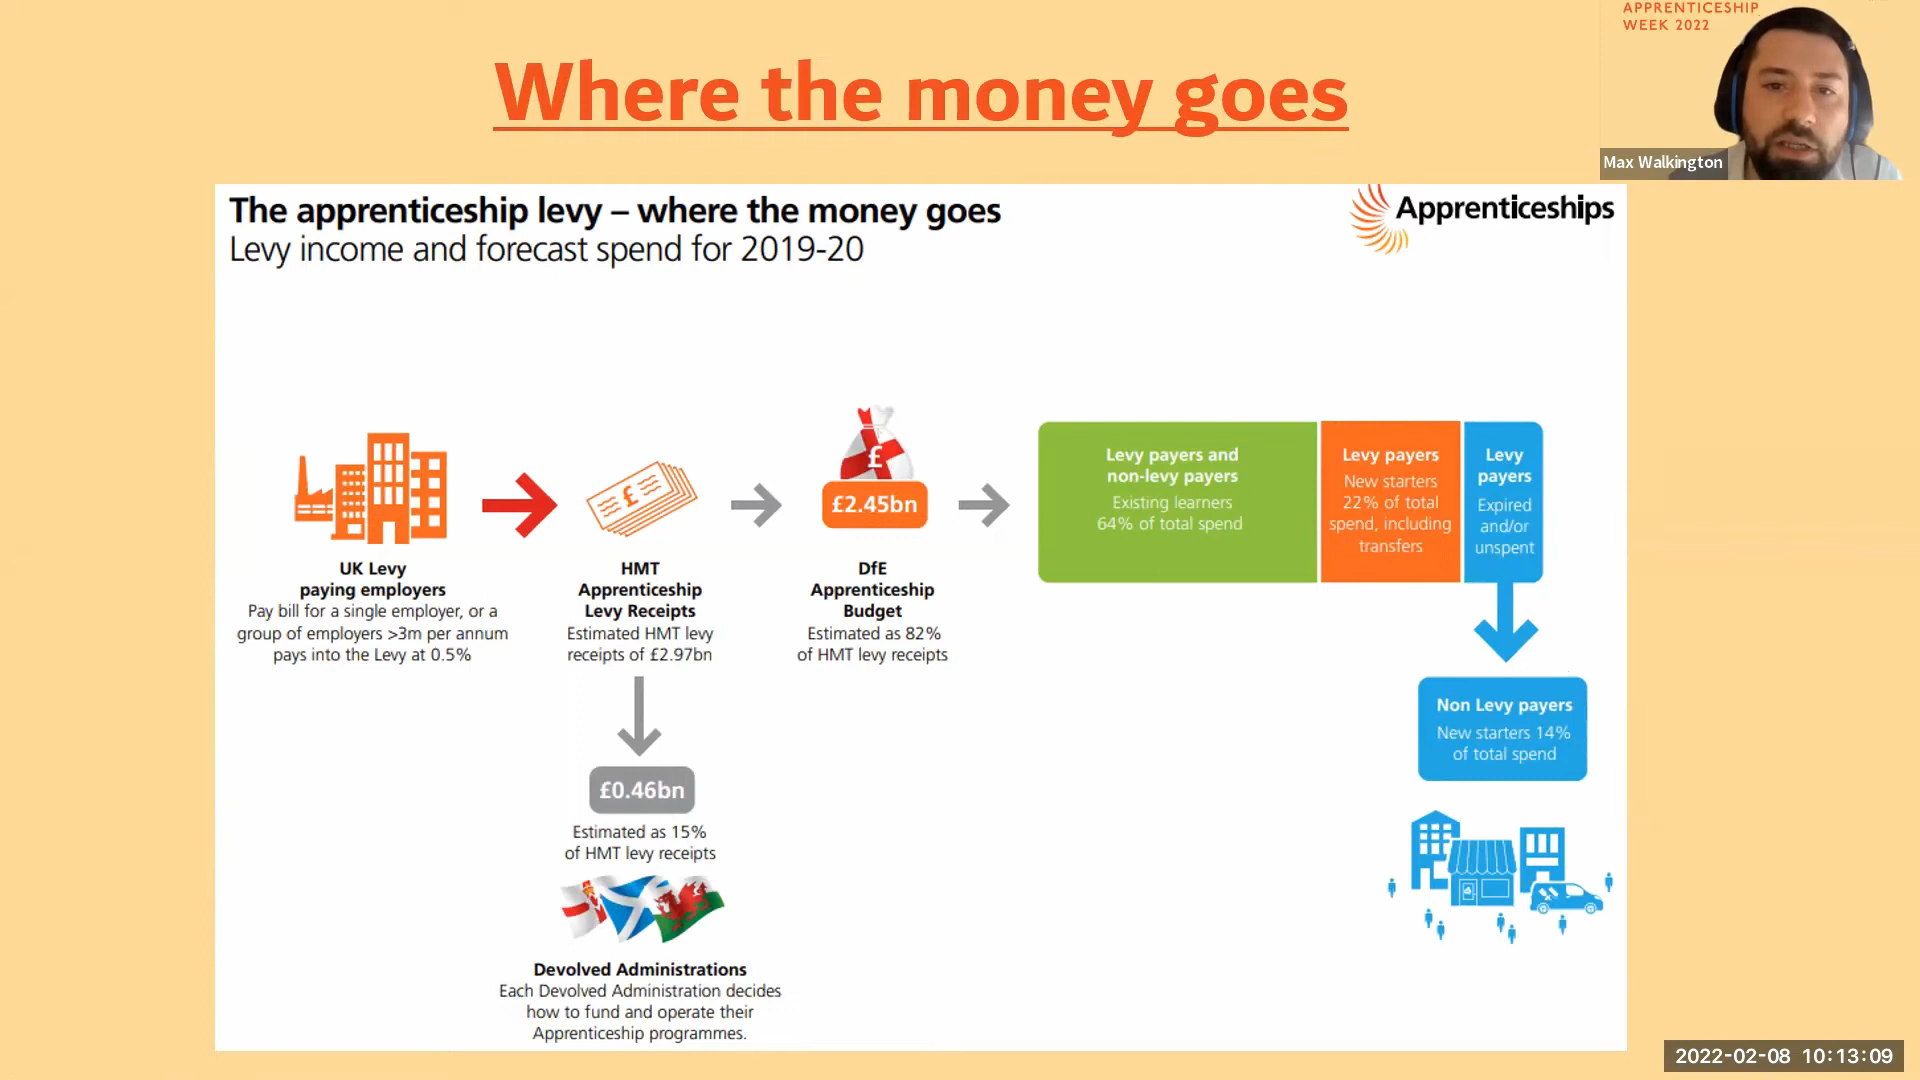 APPRENTICESHIP
WEEK 2022
Where the money goes
Max Walkington
The apprenticeship levy – where the money goes
Levy income and forecast spend for 2019-20
Apprenticeships
UK Levy
paying employers
Pay bill for a single employer, or a
group of employers >3m per annum
pays into the Levy at 0.5%
£
HMT
Apprenticeship
Levy Receipts
Estimated HMT levy
receipts of £2.97bn
£
£2.45bn
DfE
Apprenticeship
Budget
Estimated as 82%
of HMT levy receipts
Levy payers and
non-levy payers
Existing learners
64% of total spend
Levy payers
New starters
22% of total
spend, including
transfers
Levy
payers
Expired
and/or
unspent
Non Levy payers
New starters 14%
of total spend
£0.46bn
Estimated as 15%
of HMT levy receipts
Devolved Administrations
Each Devolved Administration decides
how to fund and operate their
Apprenticeship programmes.
2022-02-08 10:13:09